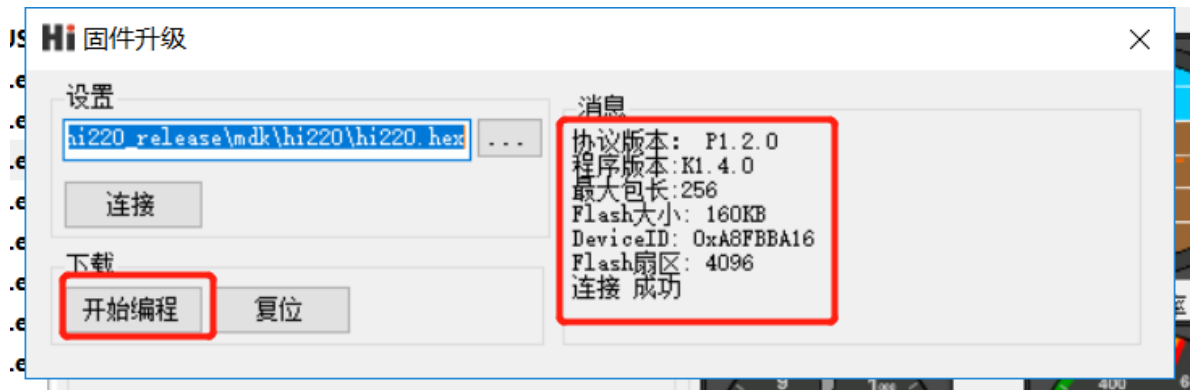 Hi 固件升级
设置
hi220_release\mdk\hi220\hi220.hex
...
连接
下载
开始编程
复位
消息
协议版本: P1.2.0
程序版本:K1.4.0
最大包长:256
Flash大小: 160KB
DeviceID: 0xA8FBBA16
Flash扇区: 4096
连接 成功
9
400